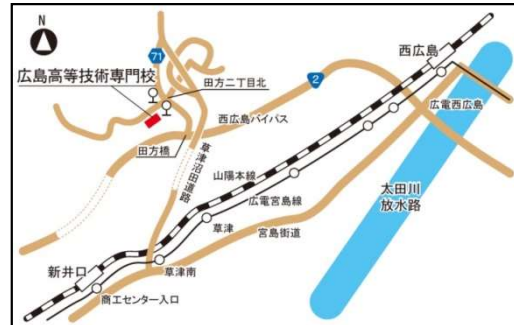 N
71
西広島
広島高等技術専門校
田方二丁目北
2
広電西広島
西広島バイパス
田方橋
草津沼田道路
山陽本線
太田川
放水路
広電宮島線
草津
宮島街道
新井口
草津南
商工センター入口